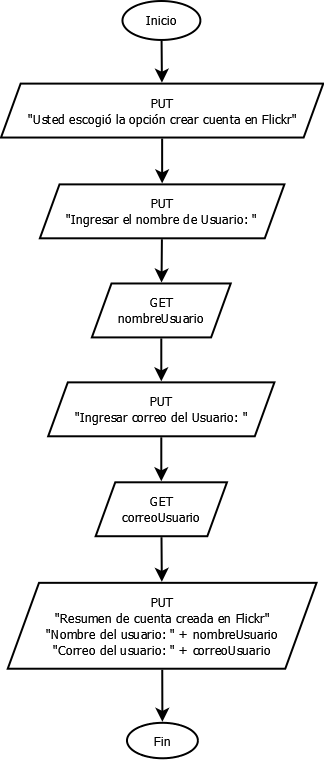 Inicio
PUT
"Usted escogió la opción crear cuenta en Flickr"
PUT
"Ingresar el nombre de Usuario: "
GET
nombreUsuario
PUT
"Ingresar correo del Usuario: "
GET
correoUsuario
PUT
"Resumen de cuenta creada en Flickr"
"Nombre del usuario: " + nombreUsuario
"Correo del usuario: " + correoUsuario
Fin